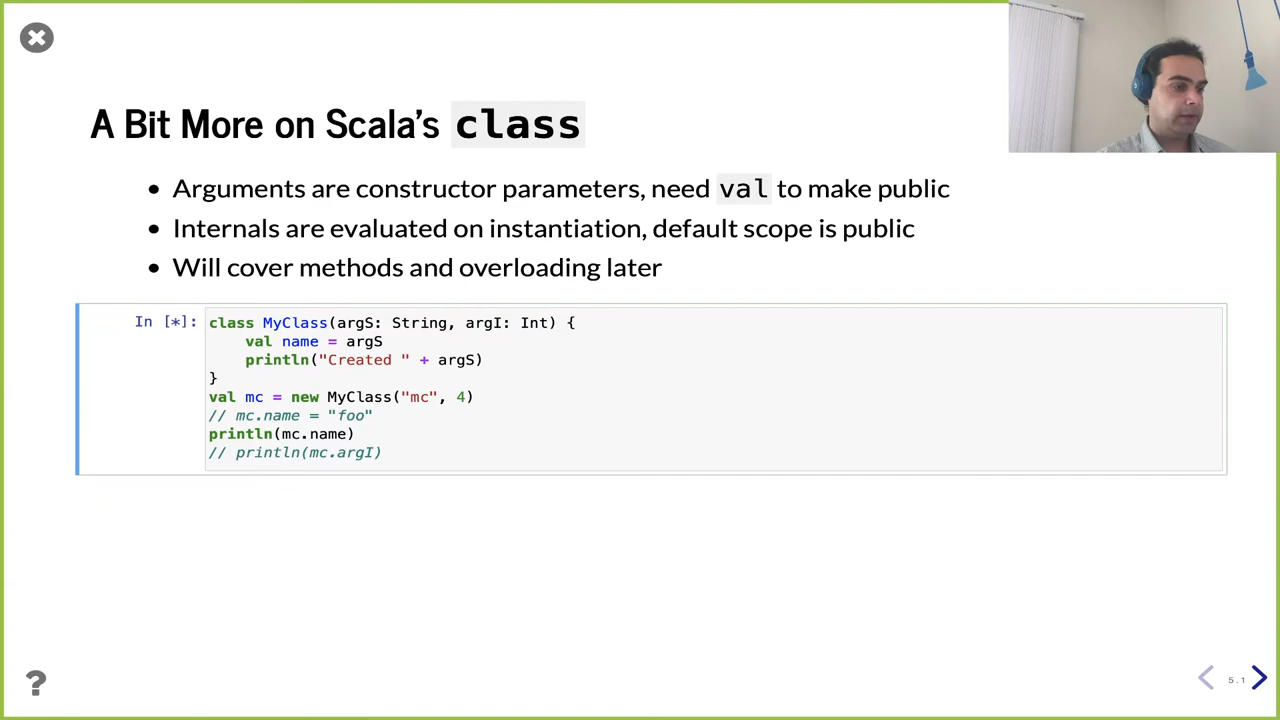 A Bit More on Scala's class
• Arguments are constructor parameters, need val to make public
• Internals are evaluated on instantiation, default scope is public
• Will cover methods and overloading later
In [*]:
class MyClass(argS: String, argI: Int) {
    val name = argS
    println("Created " + argS)
}
val mc = new MyClass("mc", 4)
// mc.name = "foo"
println(mc.name)
// println(mc.argI)
?
5.1